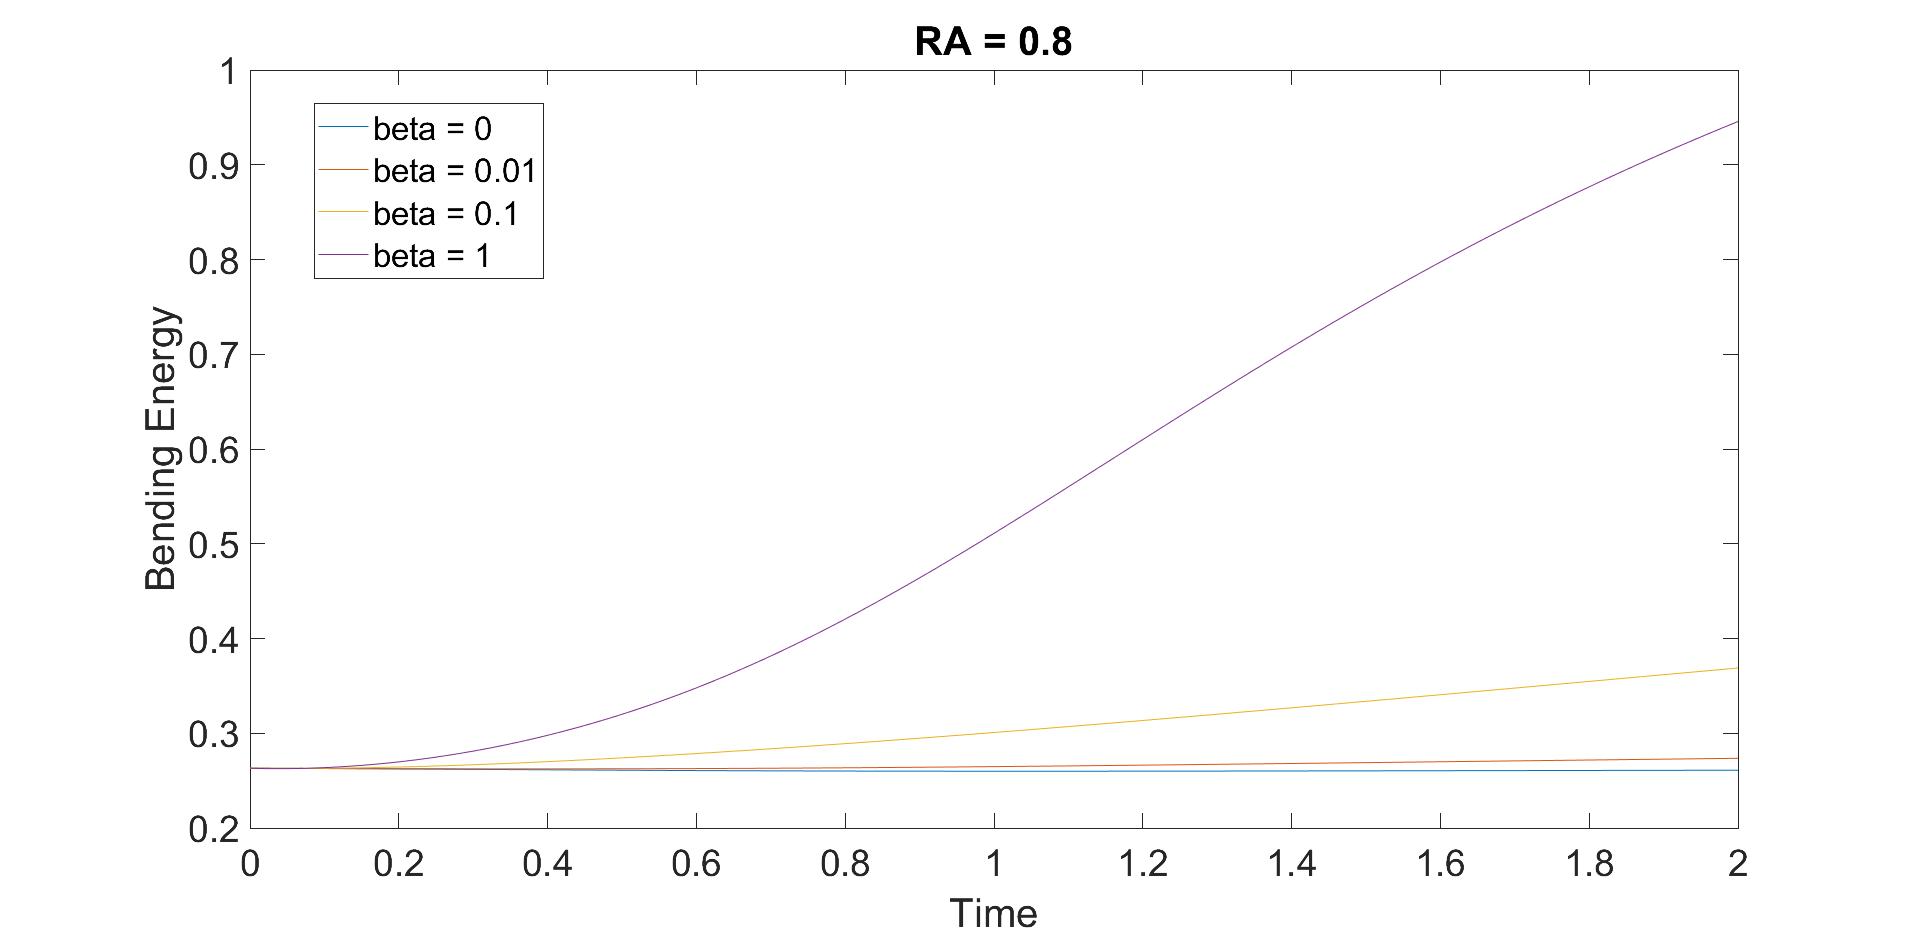 RA = 0.8
1
0.9
0.8
0.7
0.6
0.5
0.4
0.3
0.2
Bending Energy
beta = 0
beta = 0.01
beta = 0.1
beta = 1
0 0.2 0.4 0.6 0.8 1 1.2 1.4 1.6 1.8 2
Time